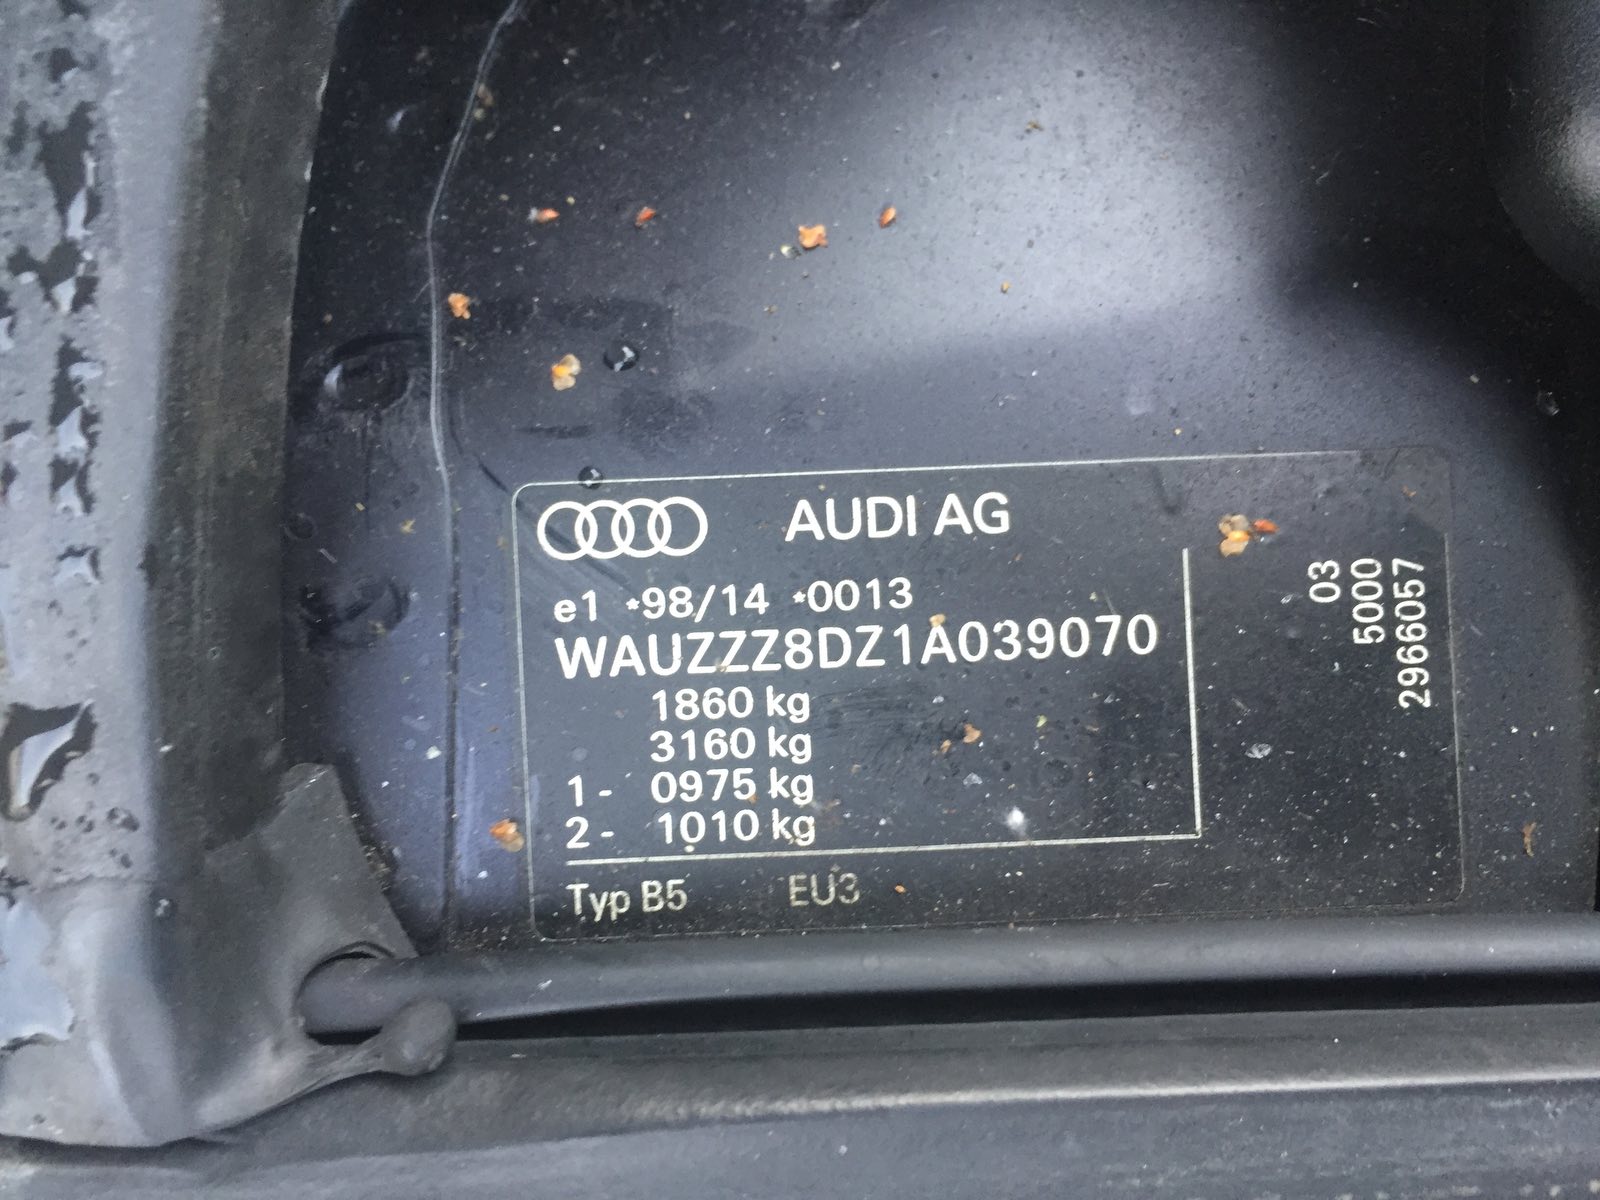 AUDI AG
e1 *98/14 *0013
WAUZZZ8DZ1A039070
1860 kg
3160 kg
1- 0975 kg
2- 1010 kg
Typ B5 EU3
03
5000
2966057